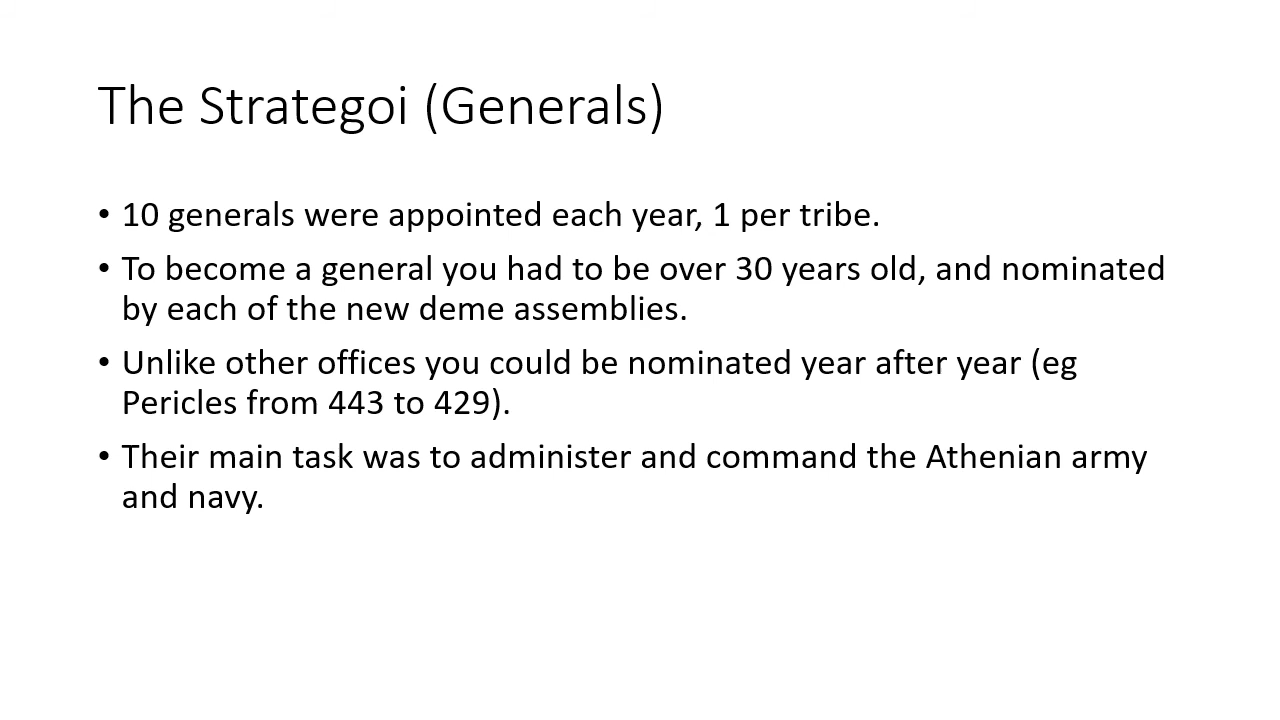 The Strategoi (Generals)
• 10 generals were appointed each year, 1 per tribe.
• To become a general you had to be over 30 years old, and nominated
by each of the new deme assemblies.
• Unlike other offices you could be nominated year after year (eg
Pericles from 443 to 429).
• Their main task was to administer and command the Athenian army
and navy.